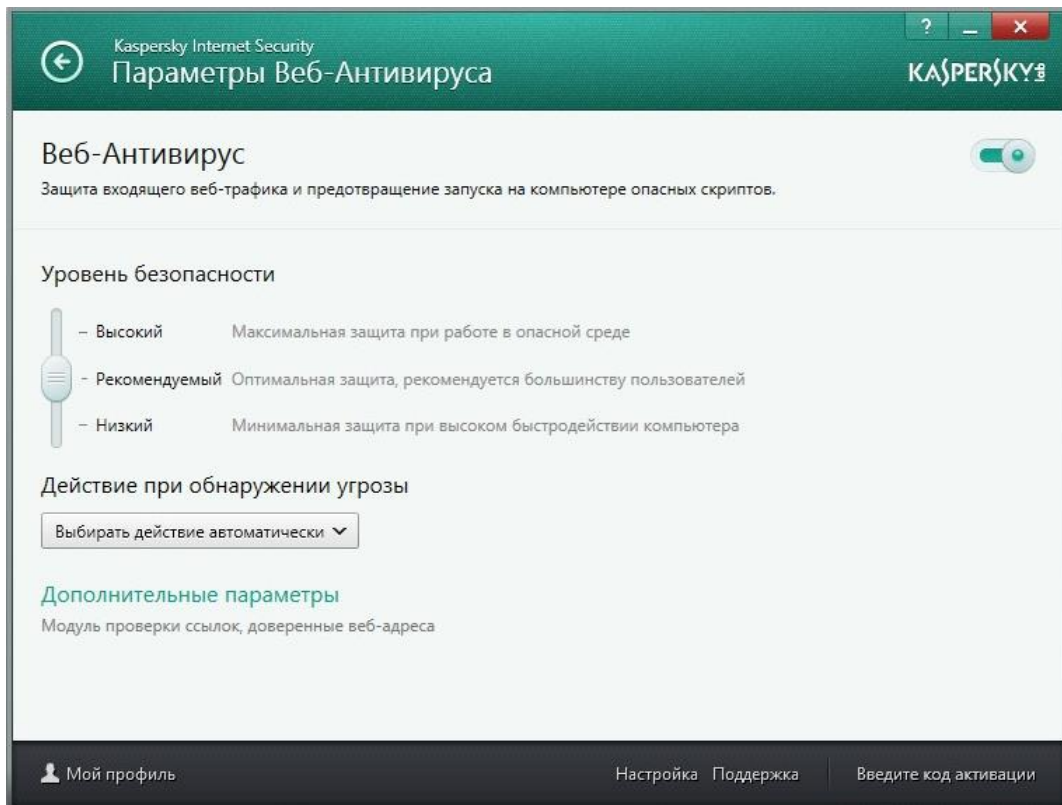 ?
Kaspersky Internet Security
Параметры Веб-Антивируса
KASPERSKY lab
Веб-Антивирус
Защита входящего веб-трафика и предотвращение запуска на компьютере опасных скриптов.
Уровень безопасности
– Высокий Максимальная защита при работе в опасной среде
- Рекомендуемый Оптимальная защита, рекомендуется большинству пользователей
– Низкий Минимальная защита при высоком быстродействии компьютера
Действие при обнаружении угрозы
Выбирать действие автоматически
Дополнительные параметры
Модуль проверки ссылок, доверенные веб-адреса
Мой профиль Настройка Поддержка Введите код активации